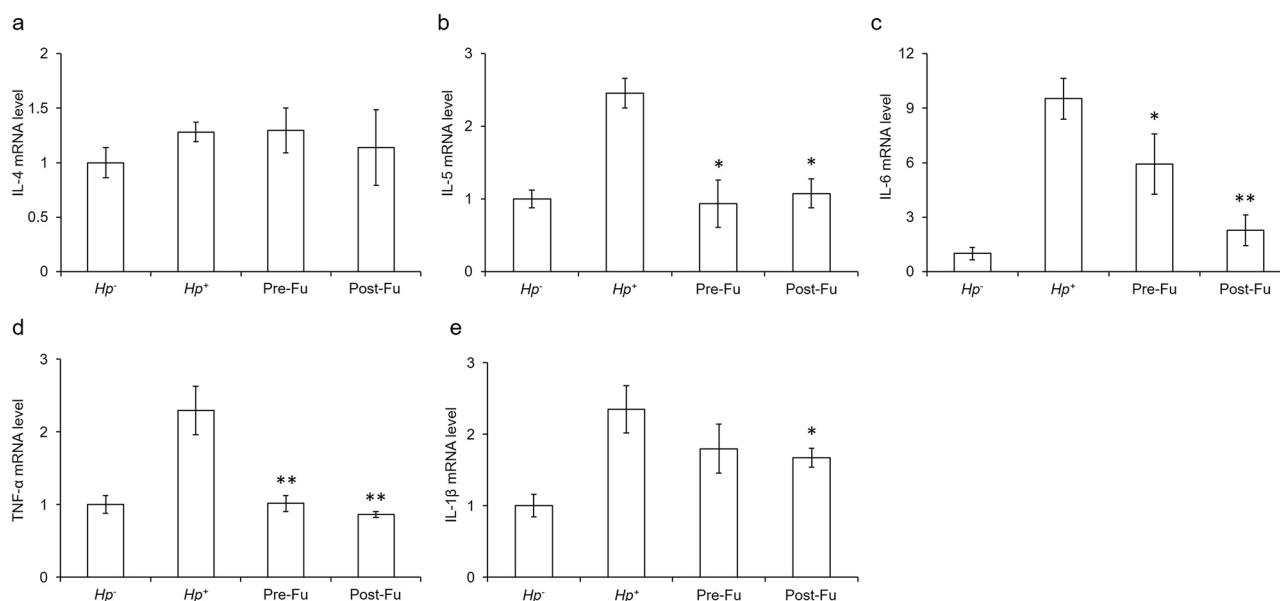 a
IL-4 mRNA level
2
1.5
1
0.5
0
Hp⁻
Hp⁺
Pre-Fu
Post-Fu
b
IL-5 mRNA level
3
2
1
0
*
*
Hp⁻
Hp⁺
Pre-Fu
Post-Fu
c
IL-6 mRNA level
12
9
6
3
0
*
**
Hp⁻
Hp⁺
Pre-Fu
Post-Fu
d
TNF-α mRNA level
3
2
1
0
**
**
Hp⁻
Hp⁺
Pre-Fu
Post-Fu
e
IL-1β mRNA level
3
2
1
0
*
Hp⁻
Hp⁺
Pre-Fu
Post-Fu